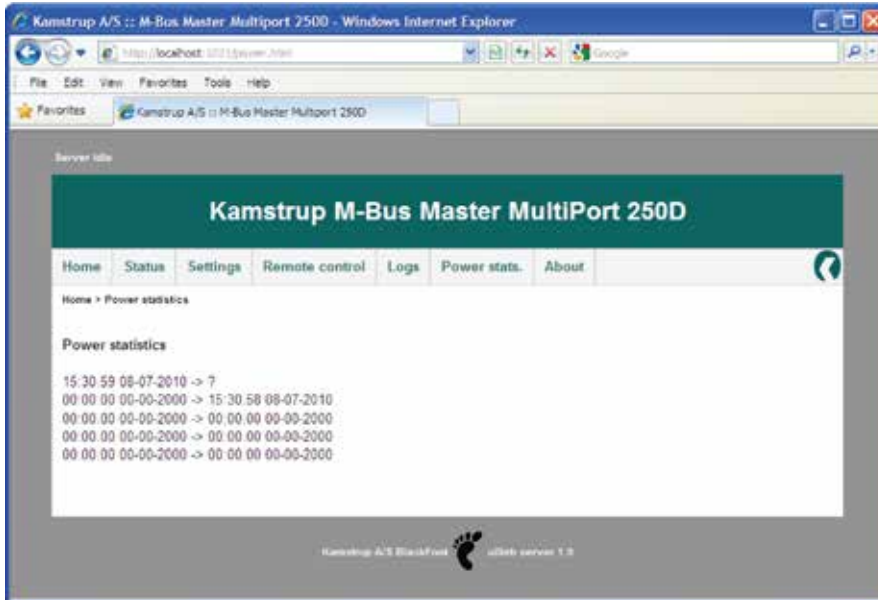 Kamstrup A/S :: M-Bus Master Multiport 250D - Windows Internet Explorer
Google
File Edit View Favorites Tools Help
Favorites Kamstrup A/S :: M-Bus Master Multiport 250D
Server idle
Kamstrup M-Bus Master MultiPort 250D
Home Status Settings Remote control Logs Power stats. About
Home > Power statistics
Power statistics
15:30:59 08-07-2010 -> ?
00:00:00 00-00-2000 -> 15:30:58 08-07-2010
00:00:00 00-00-2000 -> 00:00:00 00-00-2000
00:00:00 00-00-2000 -> 00:00:00 00-00-2000
00:00:00 00-00-2000 -> 00:00:00 00-00-2000
Kamstrup A/S BlackFoot uWeb server